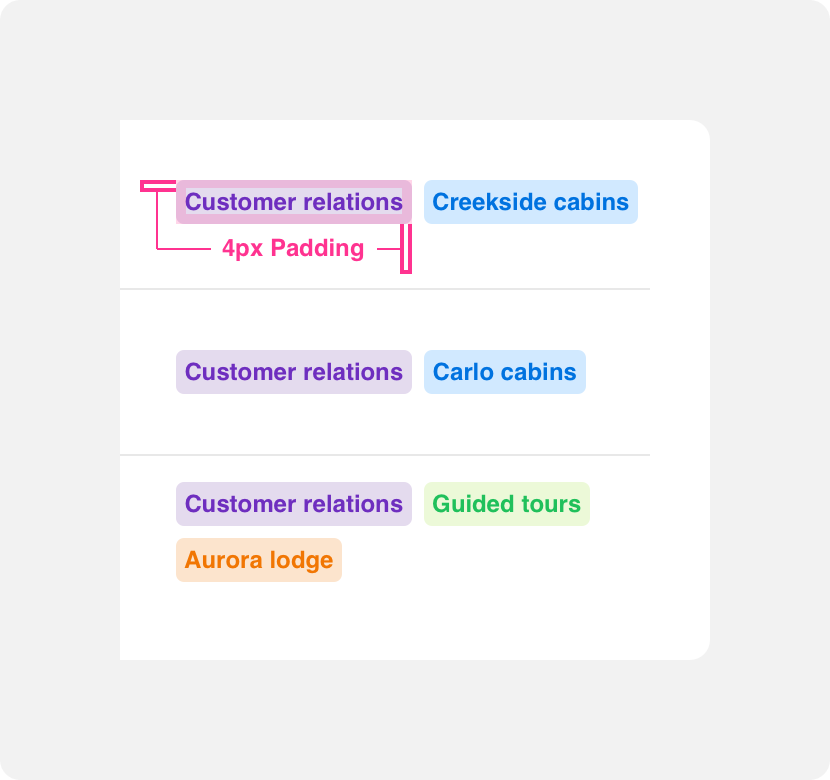 Customer relations Creekside cabins
4px Padding
Customer relations Carlo cabins
Customer relations Guided tours
Aurora lodge